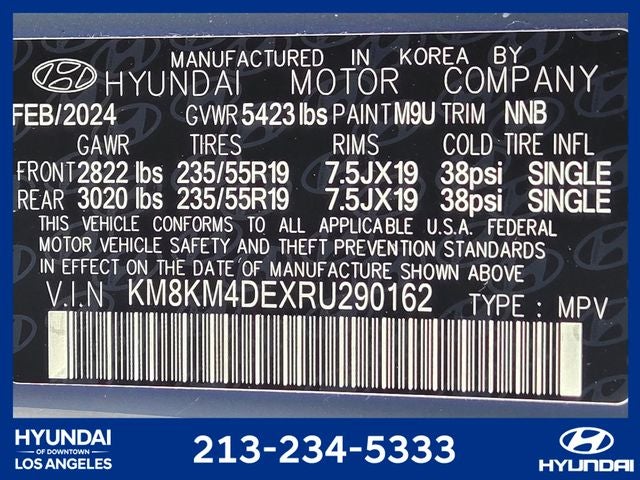 MANUFACTURED IN KOREA BY
HYUNDAI MOTOR COMPANY
FEB/2024 GVWR 5423 lbs PAINT M9U TRIM NNB
GAWR TIRES RIMS COLD TIRE INFL
FRONT 2822 lbs 235/55R19 7.5JX19 38psi SINGLE
REAR 3020 lbs 235/55R19 7.5JX19 38psi SINGLE
THIS VEHICLE CONFORMS TO ALL APPLICABLE U.S.A. FEDERAL
MOTOR VEHICLE SAFETY AND THEFT PREVENTION STANDARDS
IN EFFECT ON THE DATE OF MANUFACTURE SHOWN ABOVE
V.I.N KM8KM4DEXRU290162 TYPE : MPV
HYUNDAI
OF DOWNTOWN
LOS ANGELES
213-234-5333
HYUNDAI